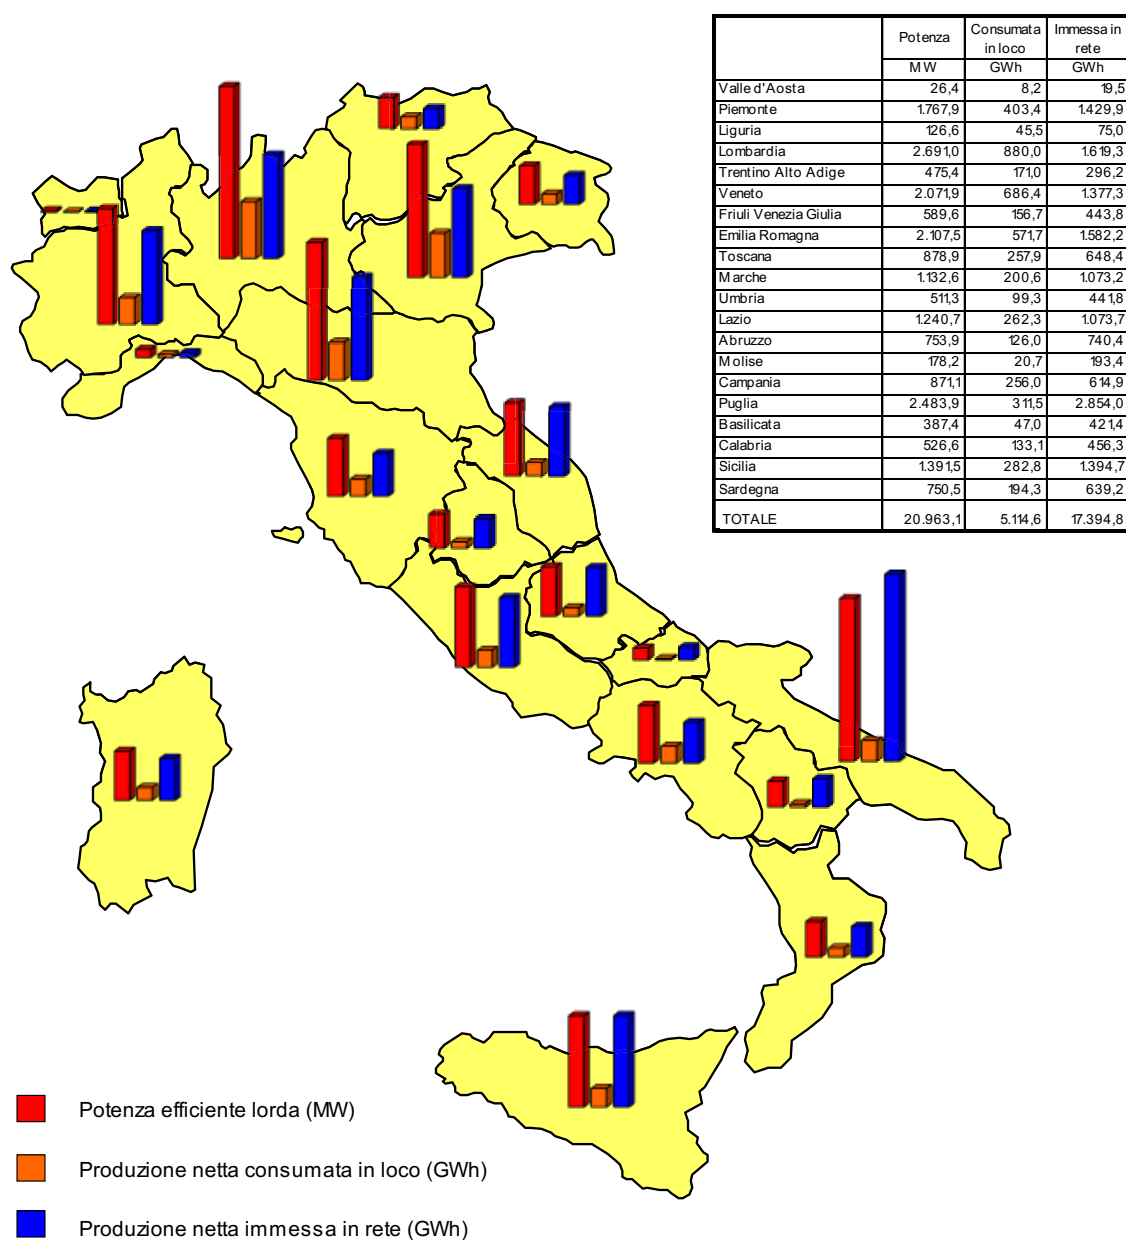 Potenza Consumata in loco Immessa in rete
MW GWh GWh
Valle d'Aosta 26,4 8,2 19,5
Piemonte 1.767,9 403,4 1.429,9
Liguria 126,6 45,5 75,0
Lombardia 2.691,0 880,0 1.619,3
Trentino Alto Adige 475,4 171,0 296,2
Veneto 2.071,9 686,4 1.377,3
Friuli Venezia Giulia 589,6 156,7 443,8
Emilia Romagna 2.107,5 571,7 1.582,2
Toscana 878,9 257,9 648,4
Marche 1.132,6 200,6 1.073,2
Umbria 511,3 99,3 441,8
Lazio 1.240,7 262,3 1.073,7
Abruzzo 753,9 126,0 740,4
Molise 178,2 20,7 193,4
Campania 871,1 256,0 614,9
Puglia 2.483,9 311,5 2.854,0
Basilicata 387,4 47,0 421,4
Calabria 526,6 133,1 456,3
Sicilia 1.391,5 282,8 1.394,7
Sardegna 750,5 194,3 639,2
TOTALE 20.963,1 5.114,6 17.394,8
Potenza efficiente lorda (MW)
Produzione netta consumata in loco (GWh)
Produzione netta immessa in rete (GWh)